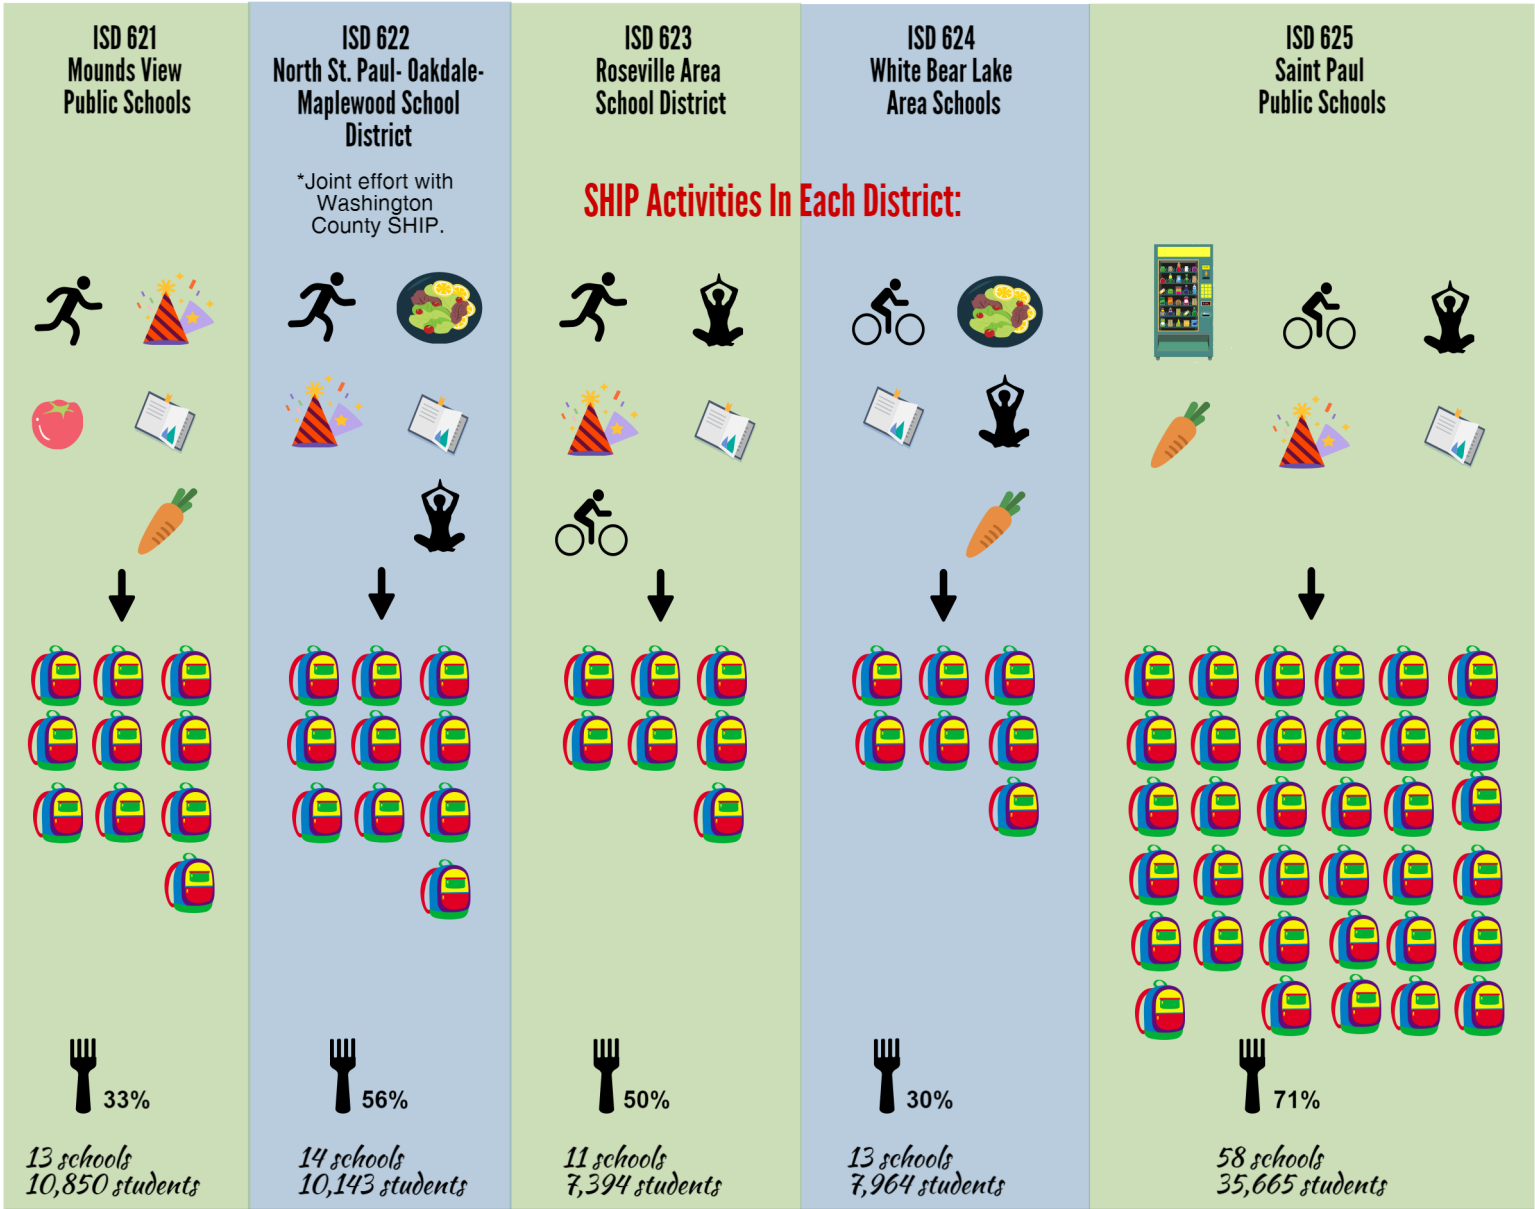 ISD 621
Mounds View
Public Schools
ISD 622
North St. Paul- Oakdale-
Maplewood School
District
*Joint effort with
Washington
County SHIP.
ISD 623
Roseville Area
School District
ISD 624
White Bear Lake
Area Schools
ISD 625
Saint Paul
Public Schools
SHIP Activities In Each District:
33%
56%
50%
30%
71%
13 schools
10,850 students
14 schools
10,143 students
11 schools
7,394 students
13 schools
7,964 students
58 schools
35,665 students